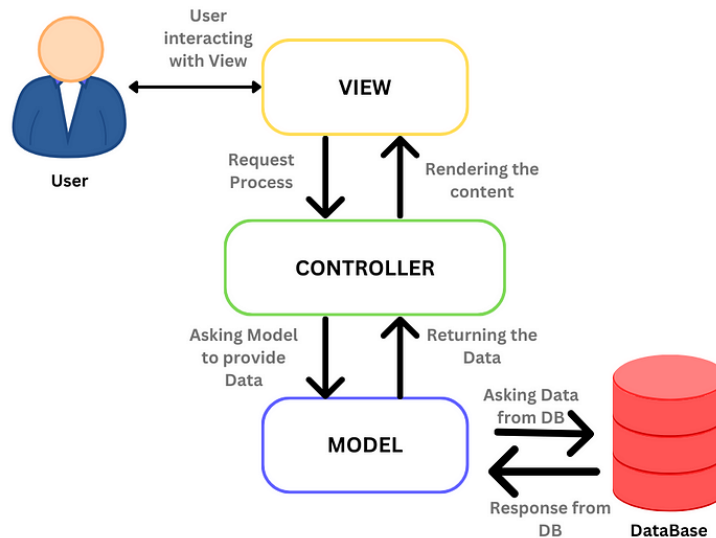 User
interacting
with View
VIEW
User
Request
Process
Rendering the
content
CONTROLLER
Asking Model
to provide
Data
Returning the
Data
MODEL
Asking Data
from DB
Response from
DB
DataBase